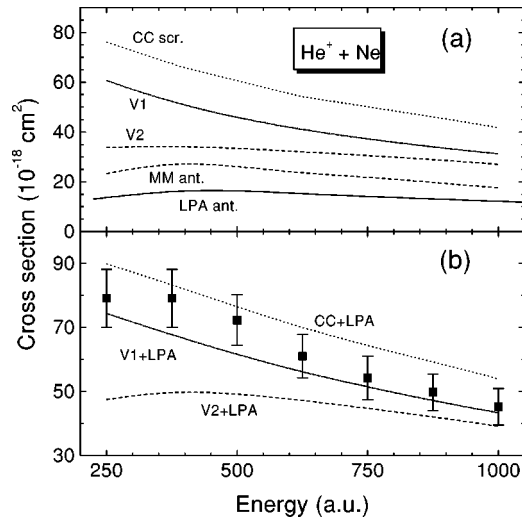 80
60
40
20
0
Cross section (10⁻¹⁸ cm²)
CC scr.
He⁺ + Ne
(a)
V1
V2
MM ant.
LPA ant.
90
70
50
30
(b)
CC+LPA
V1+LPA
V2+LPA
250
500
750
1000
Energy (a.u.)